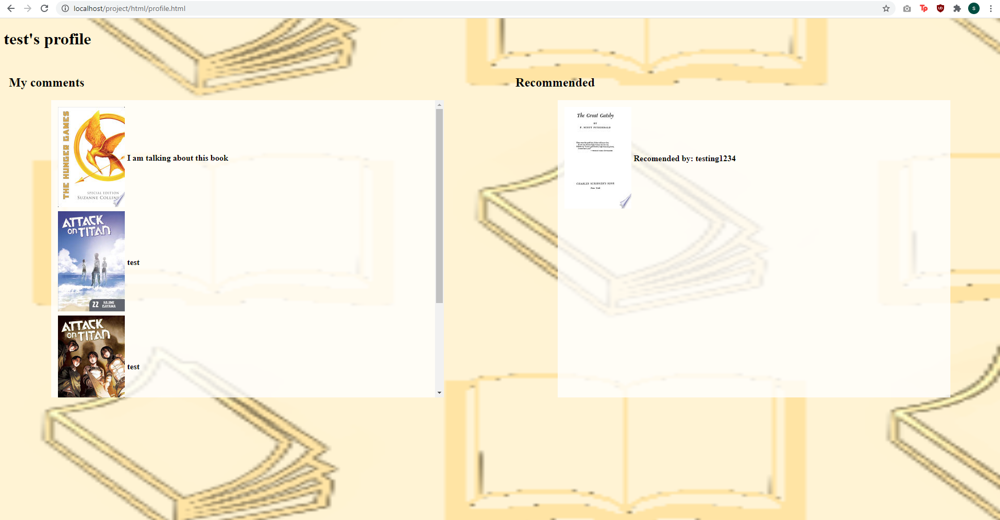 localhost/project/html/profile.html
Tp
UD
S
test's profile
My comments
THE HUNGER GAMES
SPECIAL EDITION
SUZANNE COLLINS
I am talking about this book
ATTACK
on TITAN
22 HAJIME
ISAYAMA
test
ATTACK
on TITAN
test
Recommended
The Great Gatsby
BY
F. SCOTT FITZGERALD
CHARLES SCRIBNER'S SONS
New York
Recomended by: testing1234